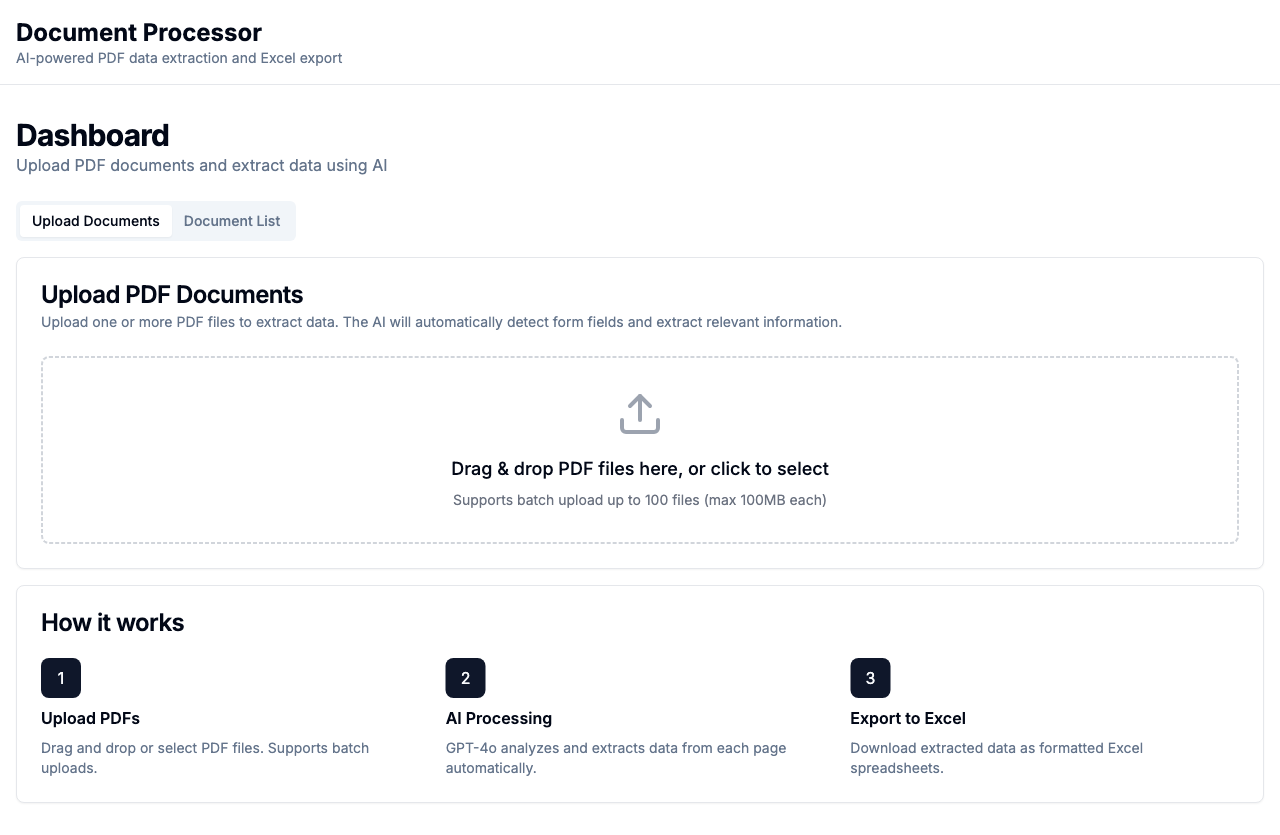 Document Processor
AI-powered PDF data extraction and Excel export
Dashboard
Upload PDF documents and extract data using AI
Upload Documents
Document List
Upload PDF Documents
Upload one or more PDF files to extract data. The AI will automatically detect form fields and extract relevant information.
Drag & drop PDF files here, or click to select
Supports batch upload up to 100 files (max 100MB each)
How it works
1
Upload PDFs
Drag and drop or select PDF files. Supports batch
uploads.
2
AI Processing
GPT-4o analyzes and extracts data from each page
automatically.
3
Export to Excel
Download extracted data as formatted Excel
spreadsheets.